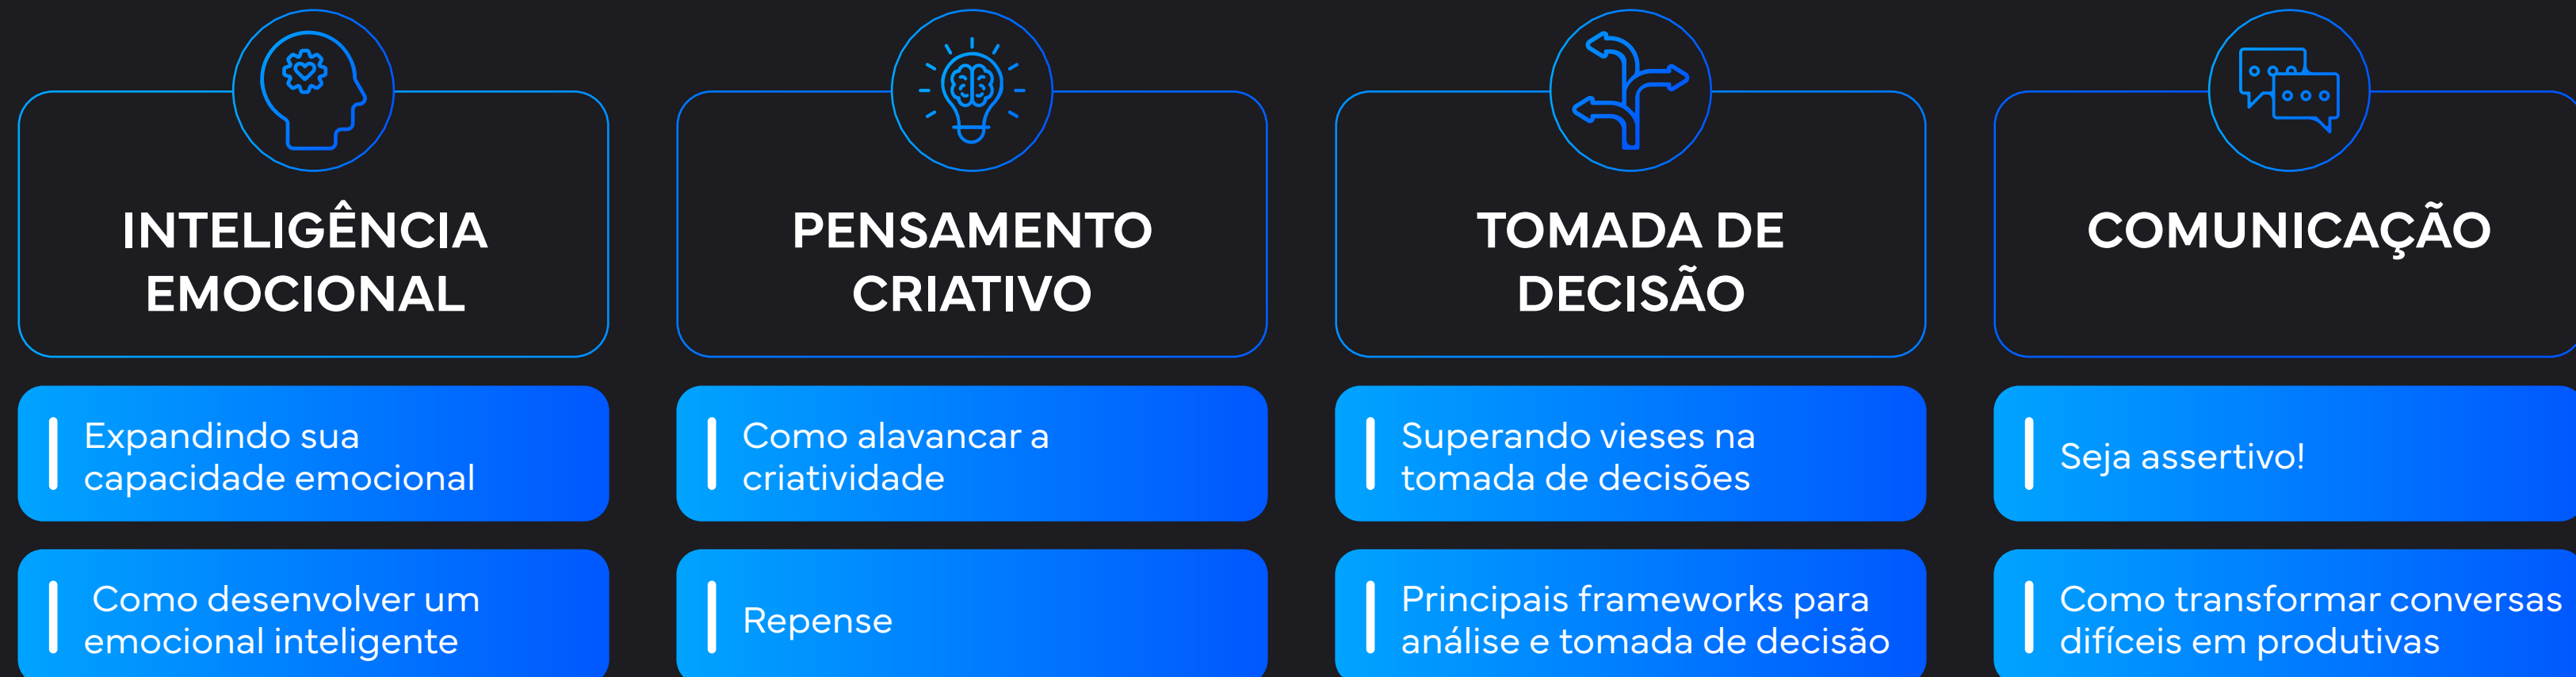 INTELIGÊNCIA
EMOCIONAL
Expandindo sua
capacidade emocional
Como desenvolver um
emocional inteligente
PENSAMENTO
CRIATIVO
Como alavancar a
criatividade
Repense
TOMADA DE
DECISÃO
Superando vieses na
tomada de decisões
Principais frameworks para
análise e tomada de decisão
COMUNICAÇÃO
Seja assertivo!
Como transformar conversas
difíceis em produtivas